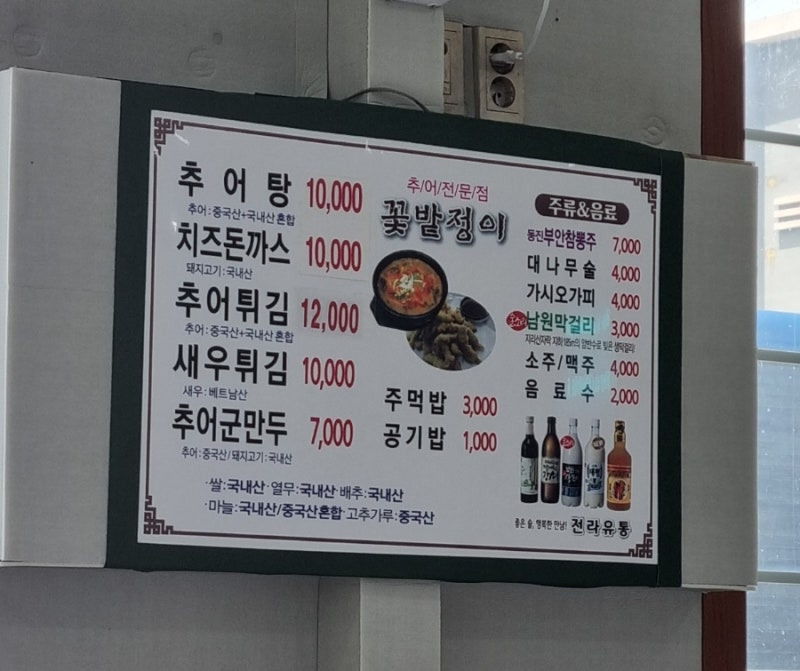 추어탕 10,000
추어 : 중국산+국내산 혼합
치즈돈까스 10,000
돼지고기 : 국내산
추어튀김 12,000
추어 : 중국산+국내산 혼합
새우튀김 10,000
새우 : 베트남산
추어군만두 7,000
추어 : 중국산 / 돼지고기 : 국내산
추/어/전/문/점
꽃밭정이
주먹밥 3,000
공기밥 1,000
주류&음료
동진부안참뽕주 7,000
대나무술 4,000
가시오가피 4,000
남원막걸리 3,000
소주/맥주 4,000
음료수 2,000
좋은 술, 행복한 만남! 전라유통
·쌀:국내산·열무:국내산·배추:국내산
·마늘:국내산/중국산혼합·고추가루:중국산